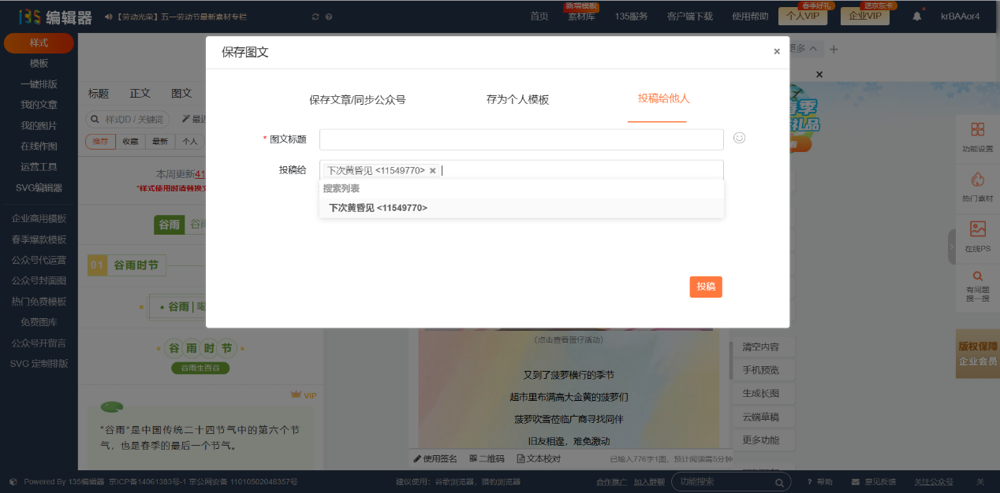 135编辑器
【劳动光荣】五一劳动节最新素材专栏
首页
新增模板
素材库
135服务
客户端下载
使用帮助
春季好礼
个人VIP
送京东卡
企业VIP
krBAAor4
样式
模板
一键排版
我的文章
我的图片
在线作图
运营工具
SVG编辑器
企业商用模板
春季爆款模板
公众号代运营
公众号封面图
热门免费模板
免费图库
公众号开留言
SVG 定制排版
标题
正文
图文
样式ID / 关键词
最近
推荐
收藏
最新
个人
本周更新41
*样式使用时请替换文
谷雨
谷雨
01 谷雨时节
谷雨 | 喝
谷雨时节
谷雨生百谷
VIP
“谷雨”是中国传统二十四节气中的第六个节
气，也是春季的最后一个节气。
保存图文
×
保存文章/同步公众号
存为个人模板
投稿给他人
* 图文标题
投稿给
下次黄昏见 <11549770> ×
搜索列表
下次黄昏见 <11549770>
投稿
更多
春季
礼品
功能设置
热门素材
在线PS
有问题
搜一搜
版权保障
企业会员
(点击查看蛋仔活动)
又到了菠萝横行的季节
超市里布满高大金黄的菠萝们
菠萝吹雪莅临广商寻找同伴
旧友相逢，难免激动
清空内容
手机预览
生成长图
云端草稿
更多功能
使用签名
二维码
文本校对
已输入776字1图，预计阅读需5分钟
Powered By 135编辑器 京ICP备14061383号-1 京公网安备 11010502048357号
建议使用：谷歌浏览器，猎豹浏览器
合作推广
加入群聊
功能搜索
? 帮助
意见反馈
关注公众号
关